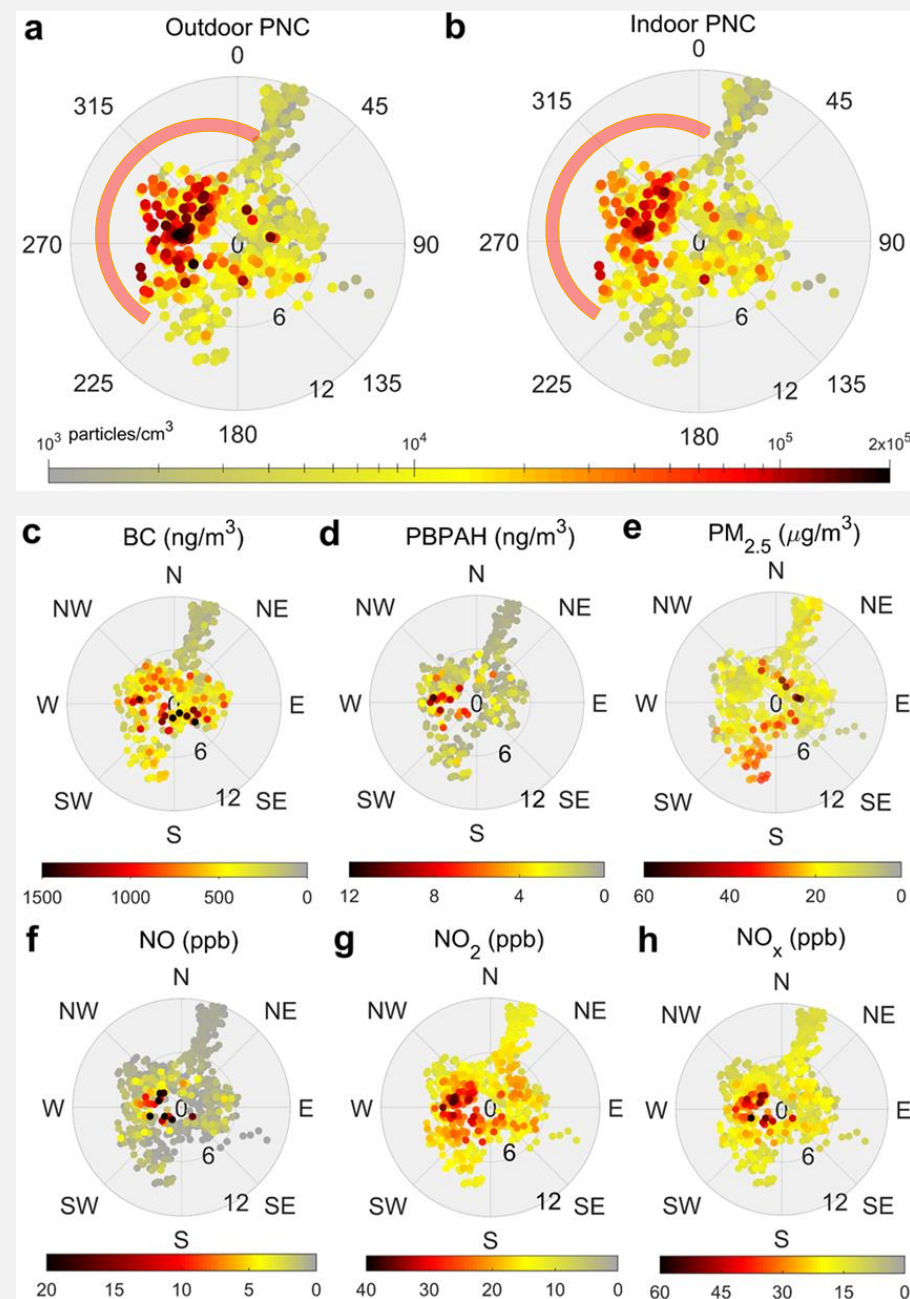 a Outdoor PNC b Indoor PNC
0 0
315 45 315 45
270 0 90 270 0 90
6 6
225 12 135 225 12 135
180 180
10³ particles/cm³ 10⁴ 10⁵ 2x10⁵
c BC (ng/m³) d PBPAH (ng/m³) e PM₂.₅ (μg/m³)
N N N
NW NE NW NE NW NE
W 0 E W 0 E W 0 E
6 6 6
SW 12 SE SW 12 SE SW 12 SE
S S S
1500 1000 500 0 12 8 4 0 60 40 20 0
f NO (ppb) g NO₂ (ppb) h NOₓ (ppb)
N N N
NW NE NW NE NW NE
W 0 E W 0 E W 0 E
6 6 6
SW 12 SE SW 12 SE SW 12 SE
S S S
20 15 10 5 0 40 30 20 10 0 60 45 30 15 0